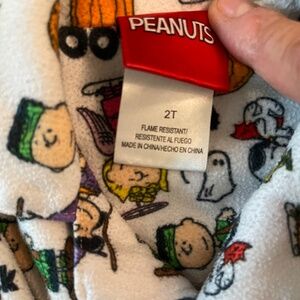 PEANUTS
2T
FLAME RESISTANT/
RESISTENTE AL FUEGO
MADE IN CHINA/HECHO EN CHINA